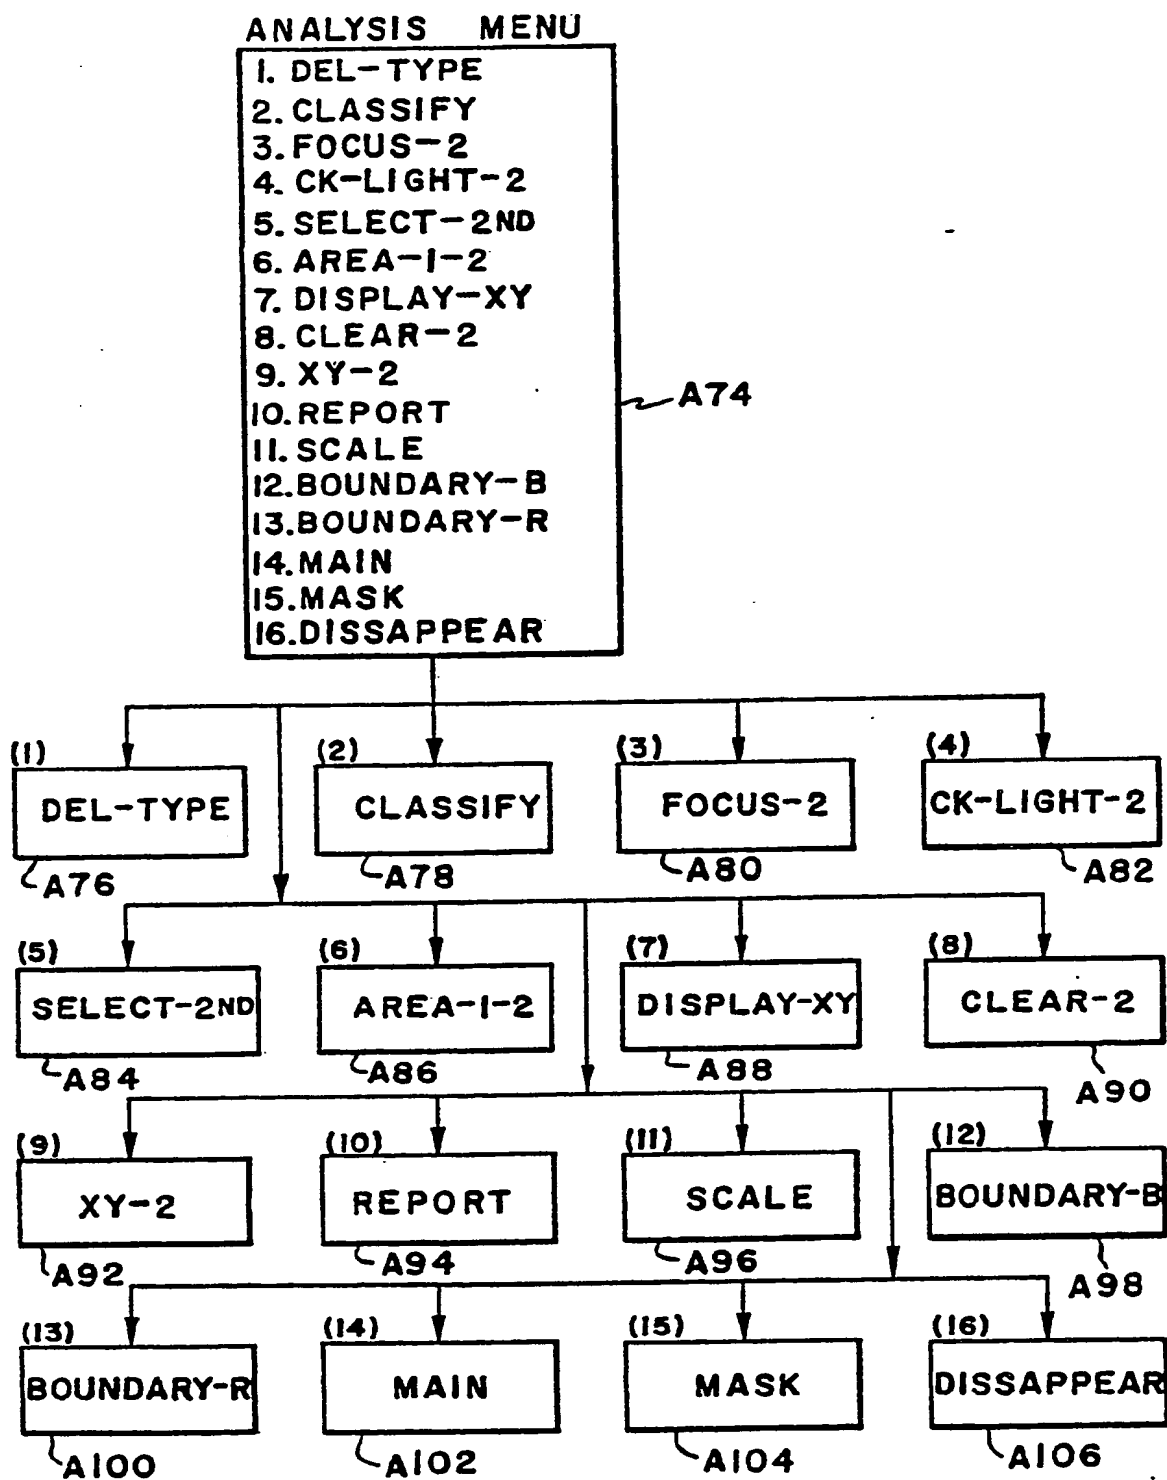 ANALYSIS MENU
1. DEL-TYPE
2. CLASSIFY
3. FOCUS-2
4. CK-LIGHT-2
5. SELECT-2ND
6. AREA-1-2
7. DISPLAY-XY
8. CLEAR-2
9. XY-2
10. REPORT
11. SCALE
12. BOUNDARY-B
13. BOUNDARY-R
14. MAIN
15. MASK
16. DISSAPPEAR
A74
(1) (2) (3) (4)
DEL-TYPE CLASSIFY FOCUS-2 CK-LIGHT-2
A76 A78 A80 A82
(5) (6) (7) (8)
SELECT-2ND AREA-1-2 DISPLAY-XY CLEAR-2
A84 A86 A88 A90
(9) (10) (11) (12)
XY-2 REPORT SCALE BOUNDARY-B
A92 A94 A96 A98
(13) (14) (15) (16)
BOUNDARY-R MAIN MASK DISSAPPEAR
A100 A102 A104 A106